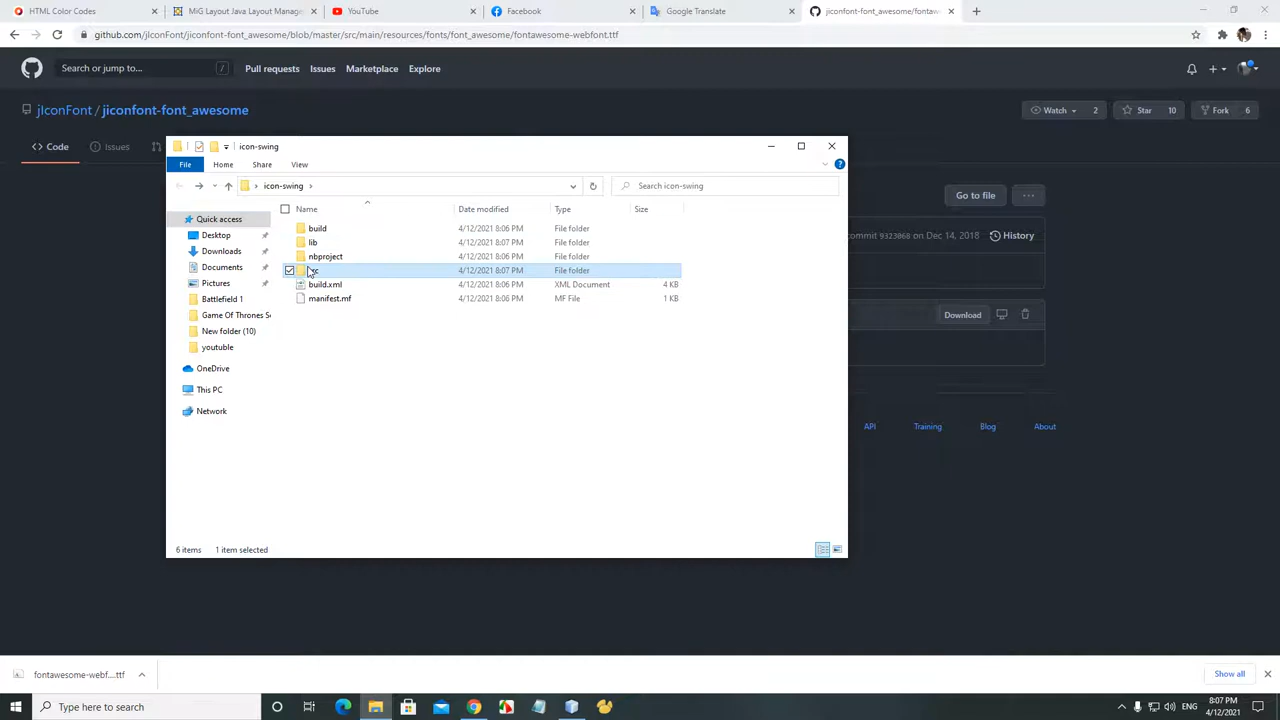 HTML Color Codes
MiG Layout Java Layout Manage
YouTube
Facebook
Google Translate
jiconfont-font_awesome/fontaw
github.com/jIconFont/jiconfont-font_awesome/blob/master/src/main/resources/fonts/font_awesome/fontawesome-webfont.ttf
Search or jump to... /
Pull requests Issues Marketplace Explore
jIconFont / jiconfont-font_awesome
Watch 2 Star 10 Fork 6
<> Code Issues
icon-swing
File Home Share View
icon-swing
Search icon-swing
Go to file ...
Name Date modified Type Size
Quick access
build 4/12/2021 8:06 PM File folder
Desktop
lib 4/12/2021 8:07 PM File folder
commit 9323068 on Dec 14, 2018 History
Downloads
nbproject 4/12/2021 8:06 PM File folder
Documents
4/12/2021 8:07 PM File folder
Pictures
build.xml 4/12/2021 8:06 PM XML Document 4 KB
Battlefield 1
manifest.mf 4/12/2021 8:06 PM MF File 1 KB
Game Of Thrones Se
Download
New folder (10)
youtuble
OneDrive
This PC
Network
API Training Blog About
6 items 1 item selected
fontawesome-webf....ttf
Show all
Type here to search
ENG
8:07 PM
4/12/2021